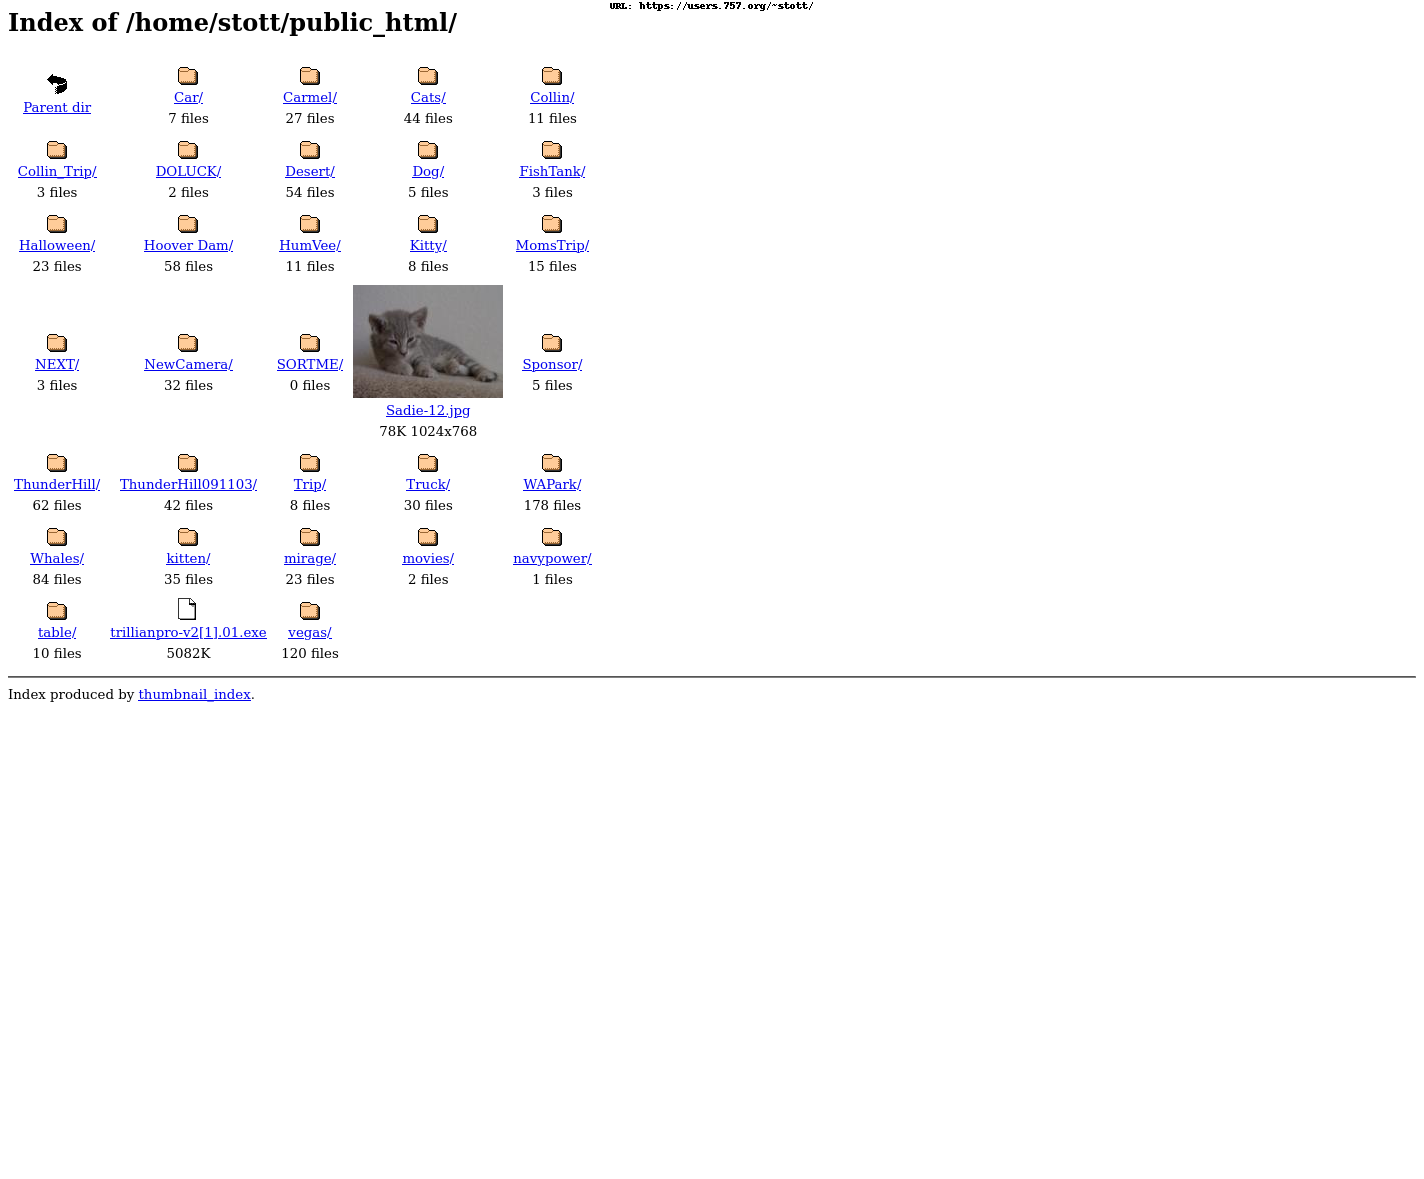 URL: https://users.757.org/~stott/
Index of /home/stott/public_html/
Parent dir
Car/
7 files
Carmel/
27 files
Cats/
44 files
Collin/
11 files
Collin_Trip/
3 files
DOLUCK/
2 files
Desert/
54 files
Dog/
5 files
FishTank/
3 files
Halloween/
23 files
Hoover Dam/
58 files
HumVee/
11 files
Kitty/
8 files
MomsTrip/
15 files
NEXT/
3 files
NewCamera/
32 files
SORTME/
0 files
Sadie-12.jpg
78K 1024x768
Sponsor/
5 files
ThunderHill/
62 files
ThunderHill091103/
42 files
Trip/
8 files
Truck/
30 files
WAPark/
178 files
Whales/
84 files
kitten/
35 files
mirage/
23 files
movies/
2 files
navypower/
1 files
table/
10 files
trillianpro-v2[1].01.exe
5082K
vegas/
120 files
Index produced by thumbnail_index.